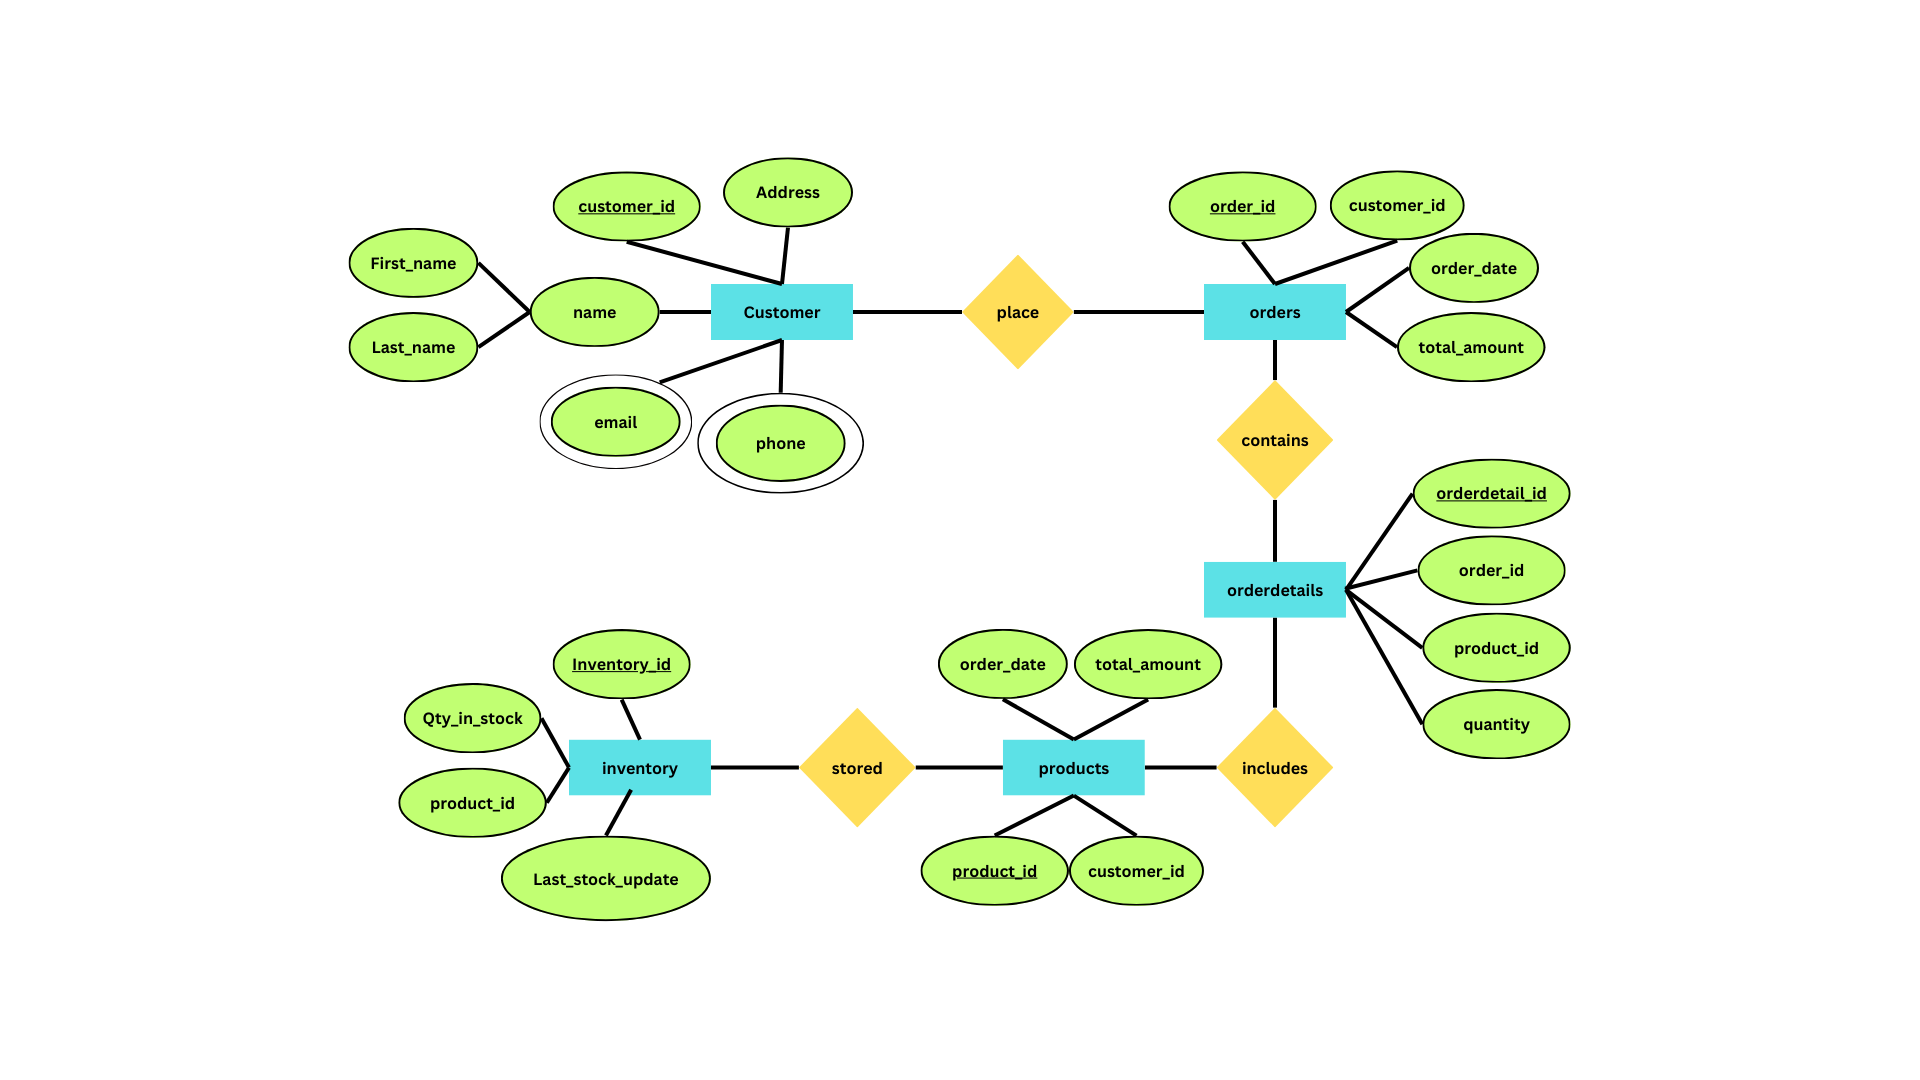 Address
customer_id
order_id
customer_id
First_name
order_date
name
Customer
place
orders
Last_name
total_amount
email
phone
contains
orderdetail_id
order_id
orderdetails
product_id
Inventory_id
order_date
total_amount
Qty_in_stock
quantity
inventory
stored
products
includes
product_id
product_id
customer_id
Last_stock_update